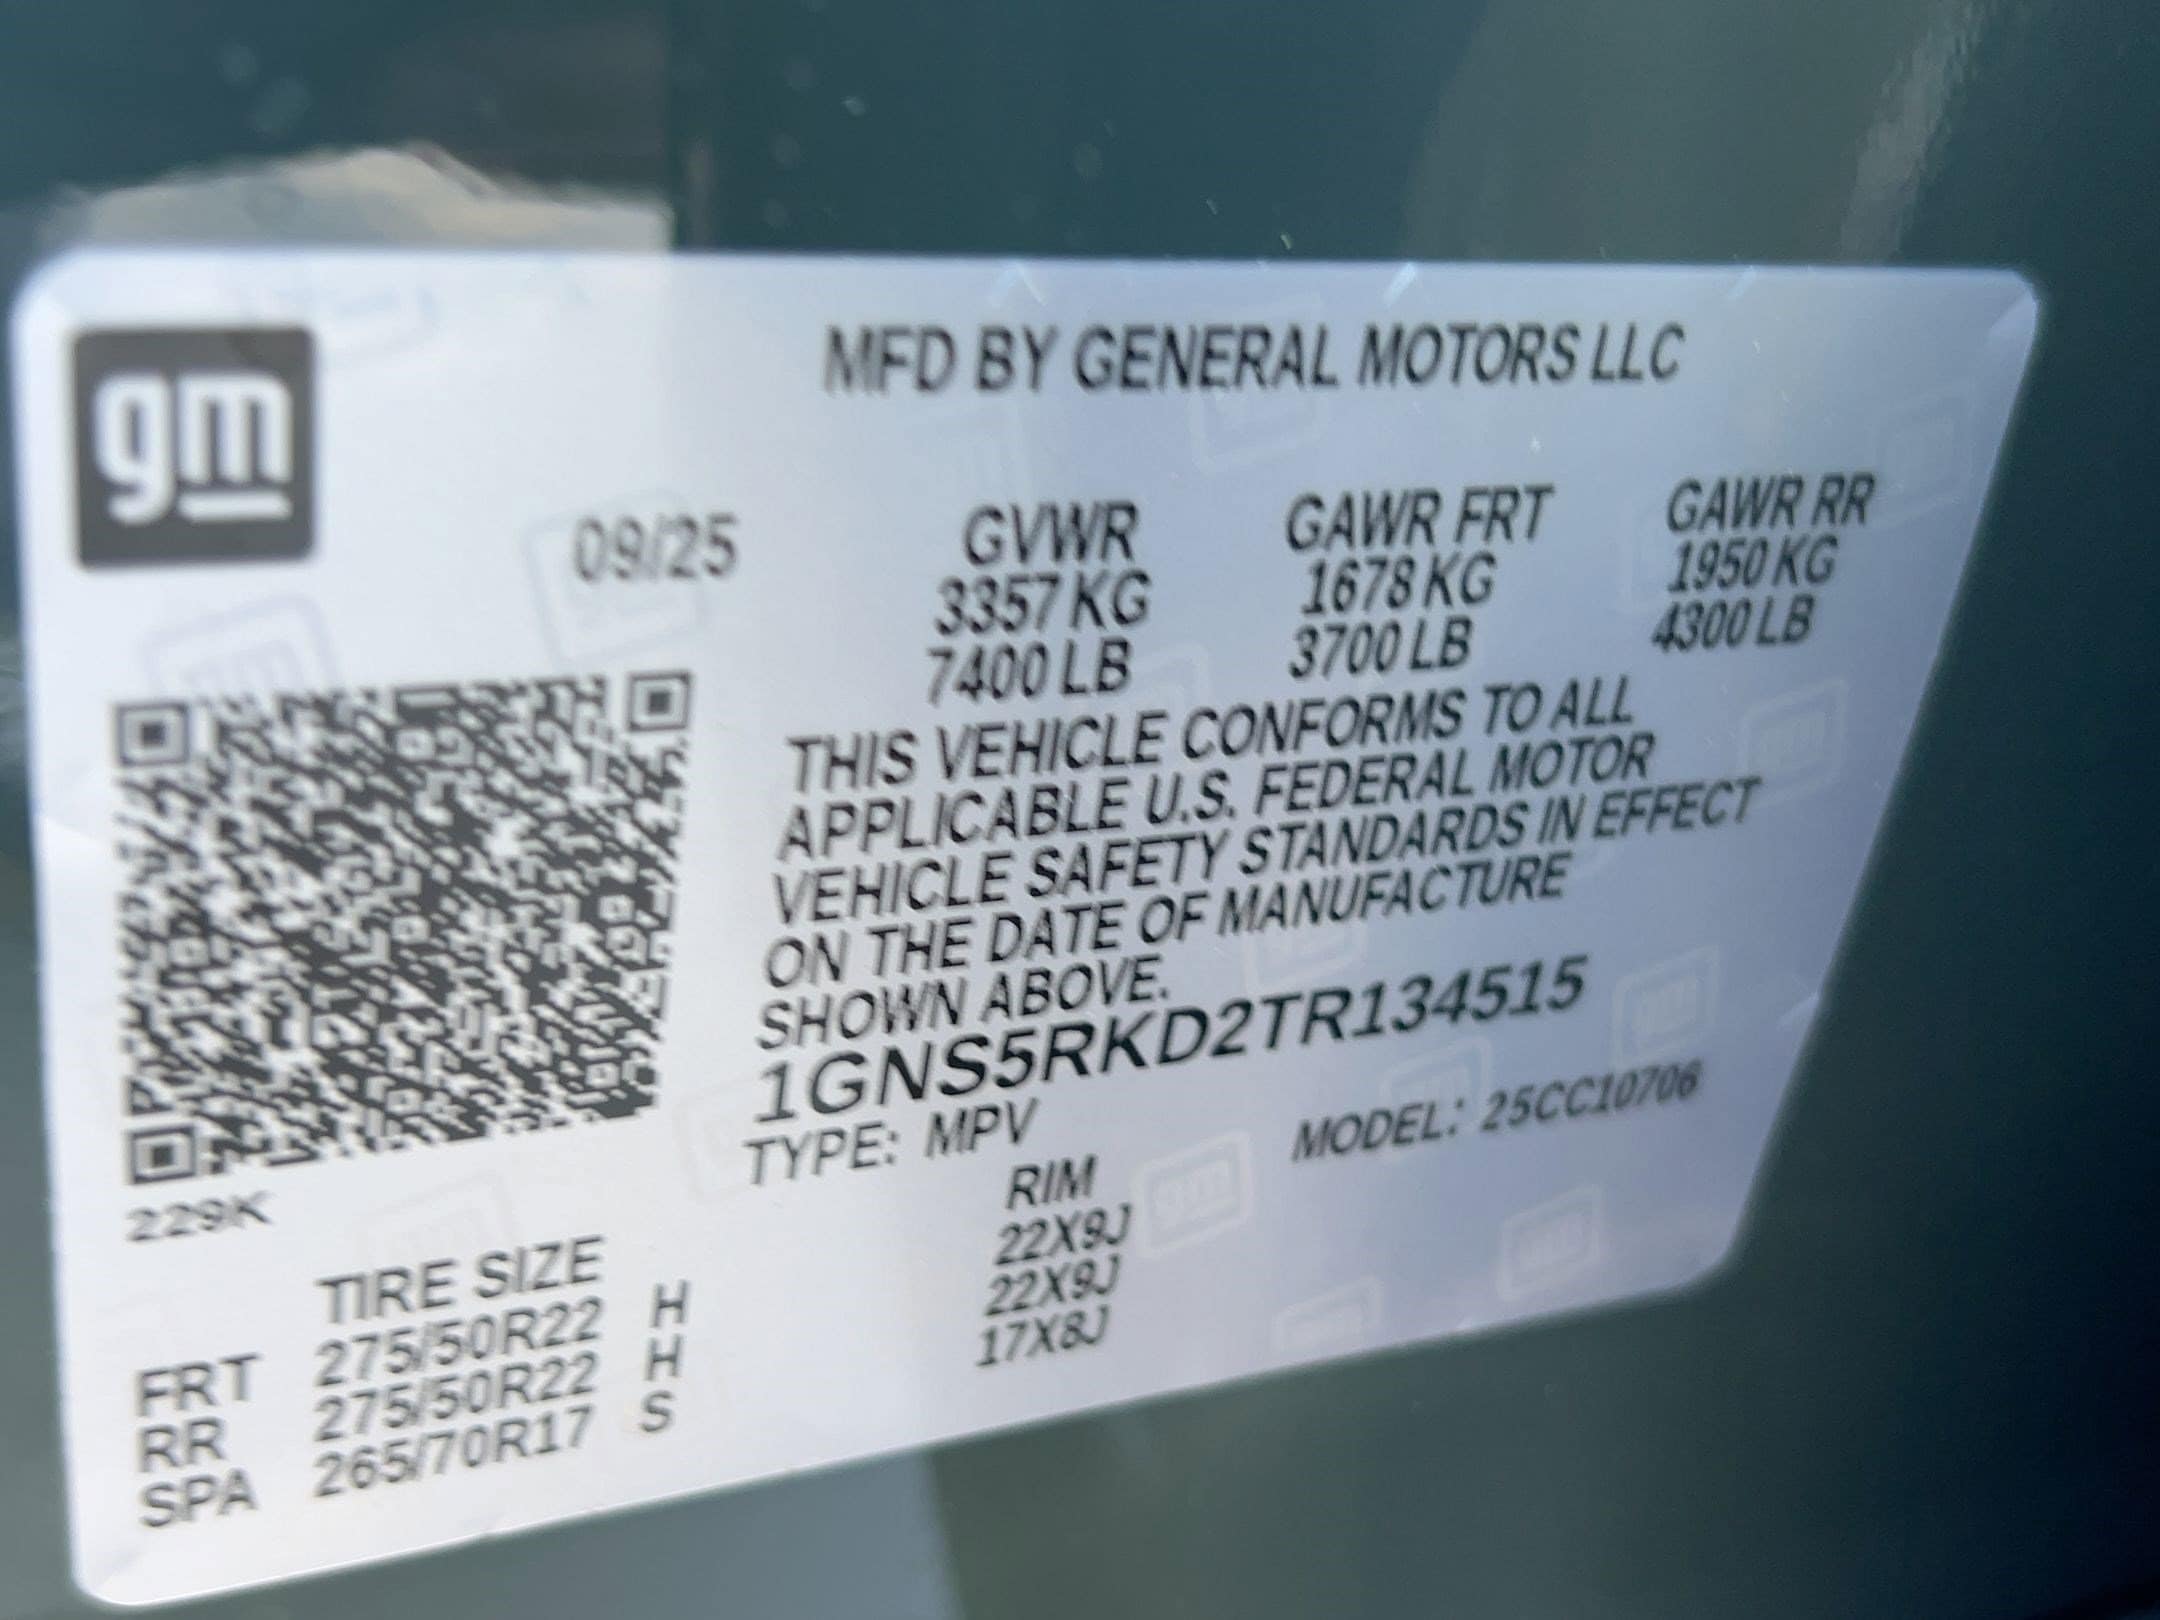 gm
MFD BY GENERAL MOTORS LLC
09/25
GVWR GAWR FRT GAWR RR
3357 KG 1678 KG 1950 KG
7400 LB 3700 LB 4300 LB
THIS VEHICLE CONFORMS TO ALL
APPLICABLE U.S. FEDERAL MOTOR
VEHICLE SAFETY STANDARDS IN EFFECT
ON THE DATE OF MANUFACTURE
SHOWN ABOVE.
1GNS5RKD2TR134515
TYPE: MPV MODEL: 25CC10706
229K
TIRE SIZE RIM
FRT 275/50R22 H 22X9J
RR 275/50R22 H 22X9J
SPA 265/70R17 S 17X8J